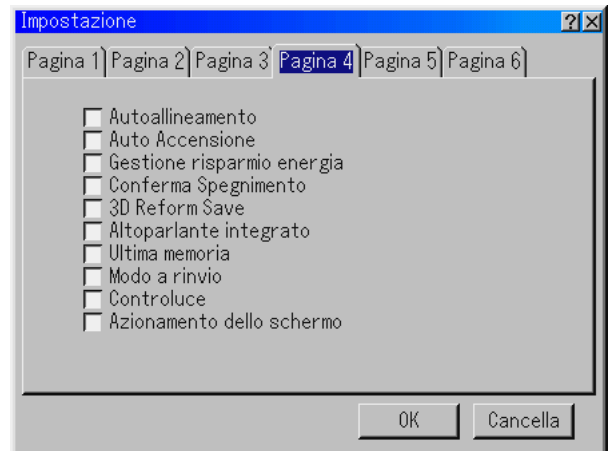 Impostazione
Pagina 1 Pagina 2 Pagina 3 Pagina 4 Pagina 5 Pagina 6
Autoallineamento
Auto Accensione
Gestione risparmio energia
Conferma Spegnimento
3D Reform Save
Altoparlante integrato
Ultima memoria
Modo a rinvio
Controluce
Azionamento dello schermo
OK Cancella